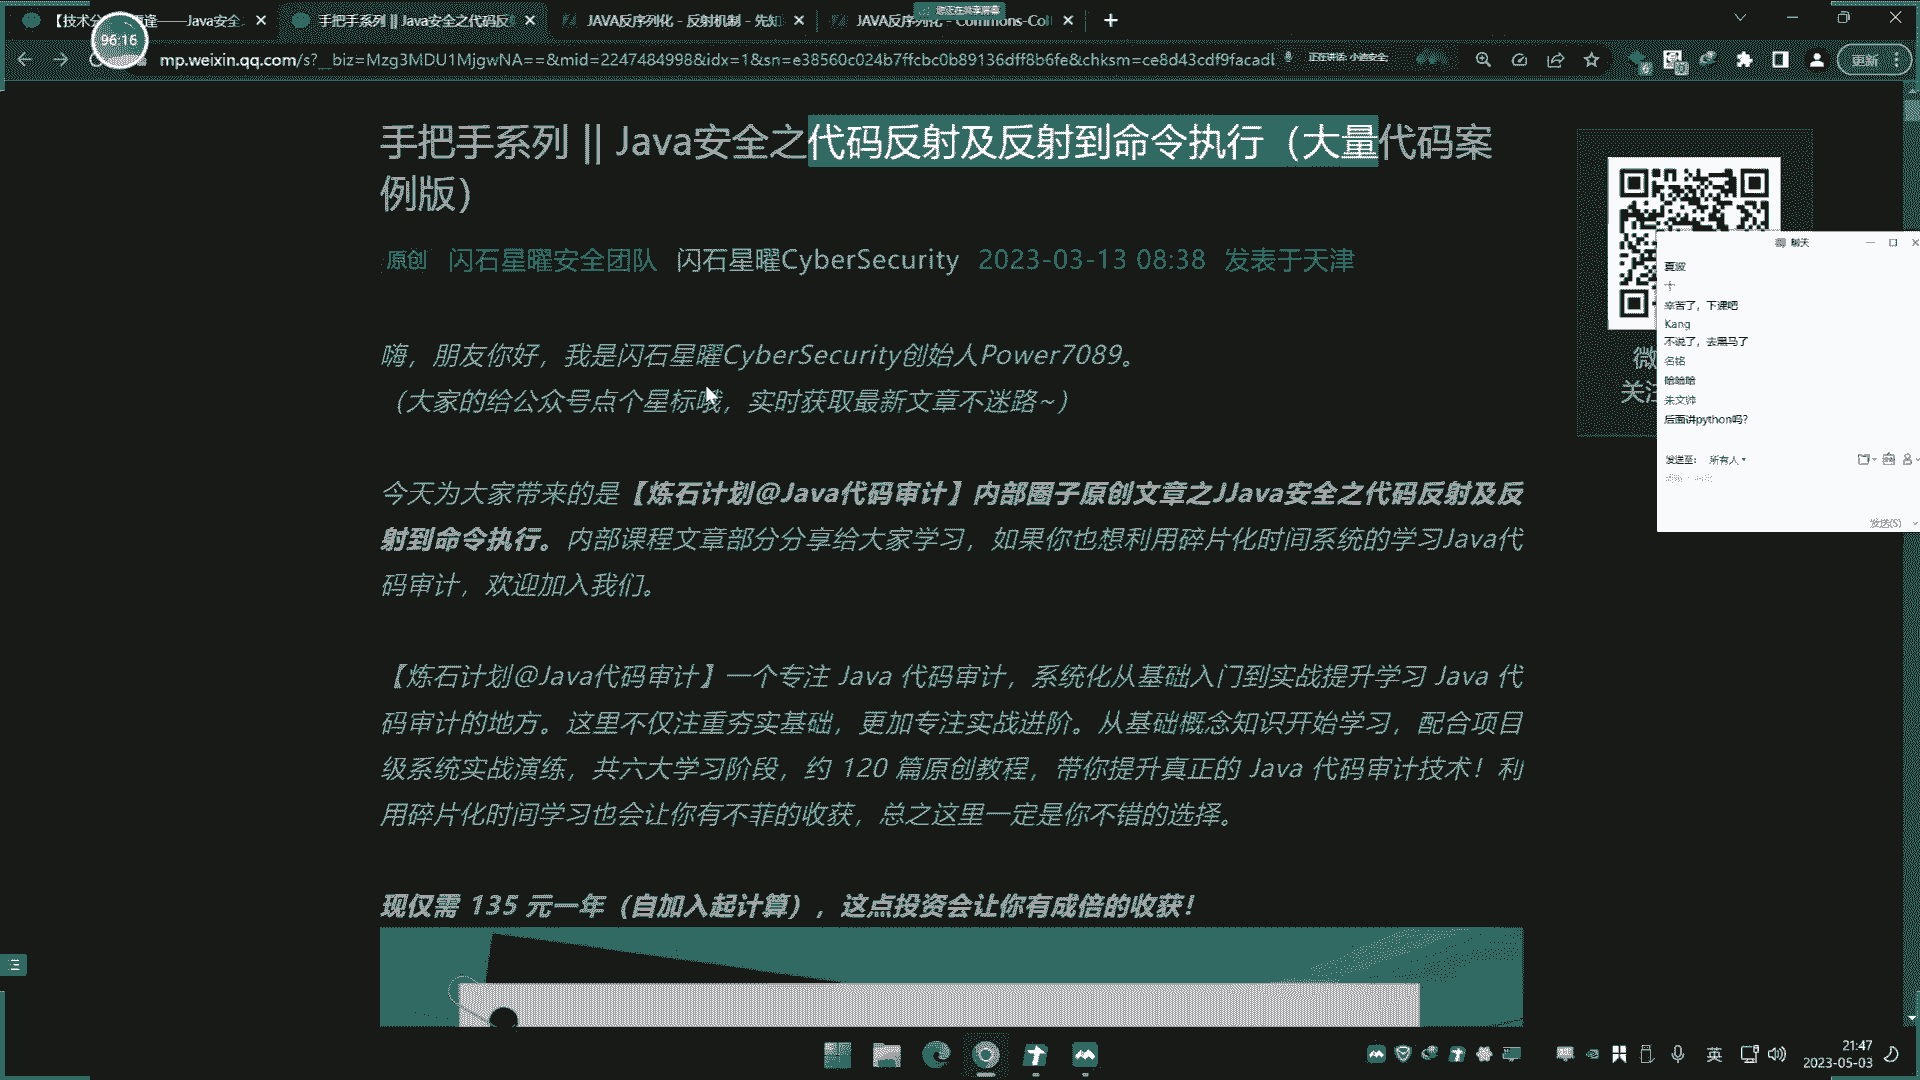 手把手系列 || Java安全之代码反
JAVA反序列化 - 反射机制 - 先知
JAVA反序列化 - Commons-Col
您正在共享屏幕
96:16
mp.weixin.qq.com/s?__biz=Mzg3MDU1MjgwNA==&mid=2247484998&idx=1&sn=e38560c024b7ffcbc0b89136dff8b6fe&chksm=ce8d43cdf9facadl
正在讲话: 小迪安全
更新
手把手系列 || Java安全之代码反射及反射到命令执行（大量代码案
例版）
原创 闪石星曜安全团队 闪石星曜CyberSecurity 2023-03-13 08:38 发表于天津
嗨，朋友你好，我是闪石星曜CyberSecurity创始人Power7089。
（大家的给公众号点个星标哦，实时获取最新文章不迷路~）
今天为大家带来的是【炼石计划@Java代码审计】内部圈子原创文章之JJava安全之代码反射及反
射到命令执行。内部课程文章部分分享给大家学习，如果你也想利用碎片化时间系统的学习Java代
码审计，欢迎加入我们。
【炼石计划@Java代码审计】一个专注 Java 代码审计，系统化从基础入门到实战提升学习 Java 代
码审计的地方。这里不仅注重夯实基础，更加专注实战进阶。从基础概念知识开始学习，配合项目
级系统实战演练，共六大学习阶段，约 120 篇原创教程，带你提升真正的 Java 代码审计技术！利
用碎片化时间学习也会让你有不菲的收获，总之这里一定是你不错的选择。
现仅需 135 元一年（自加入起计算），这点投资会让你有成倍的收获！
微
关注
聊天
夏寂
十
辛苦了，下课吧
Kang
不说了，去黑马了
名铭
哈哈哈
朱文帅
后面讲python吗?
发送至: 所有人
发送(S)
英
21:47
2023-05-03